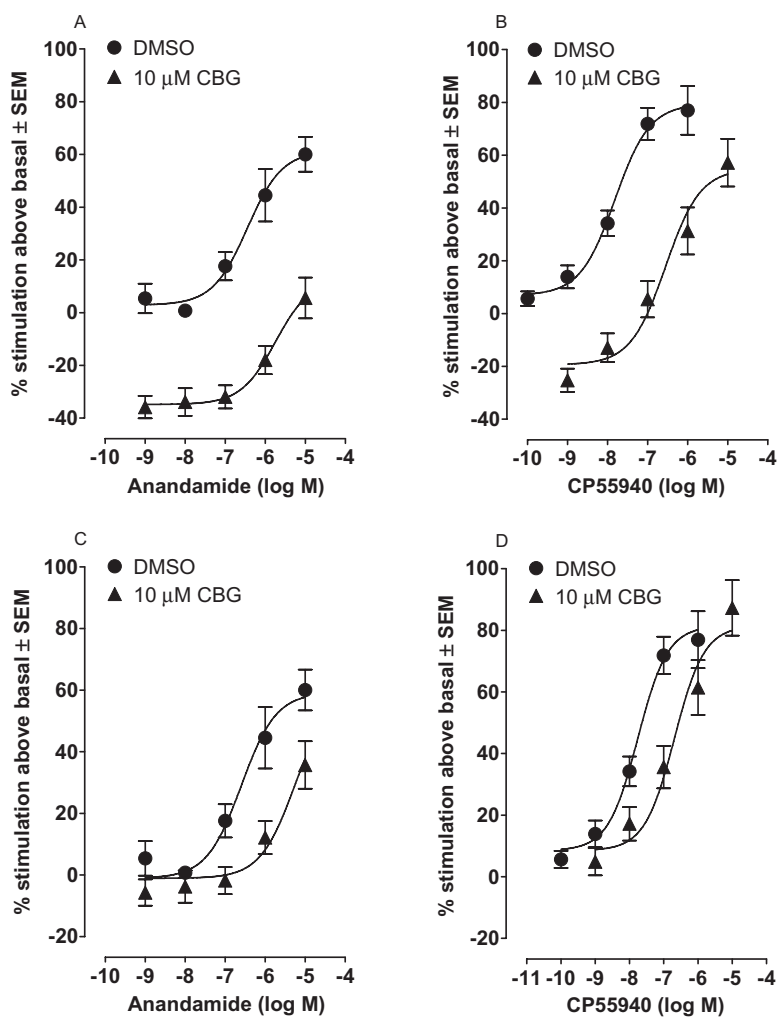 A
DMSO
10 μM CBG
% stimulation above basal ± SEM
100
80
60
40
20
0
-20
-40
-10 -9 -8 -7 -6 -5 -4
Anandamide (log M)
B
DMSO
10 μM CBG
% stimulation above basal ± SEM
100
80
60
40
20
0
-20
-40
-10 -9 -8 -7 -6 -5 -4
CP55940 (log M)
C
DMSO
10 μM CBG
% stimulation above basal ± SEM
100
80
60
40
20
0
-20
-10 -9 -8 -7 -6 -5 -4
Anandamide (log M)
D
DMSO
10 μM CBG
% stimulation above basal ± SEM
100
80
60
40
20
0
-20
-11 -10 -9 -8 -7 -6 -5 -4
CP55940 (log M)